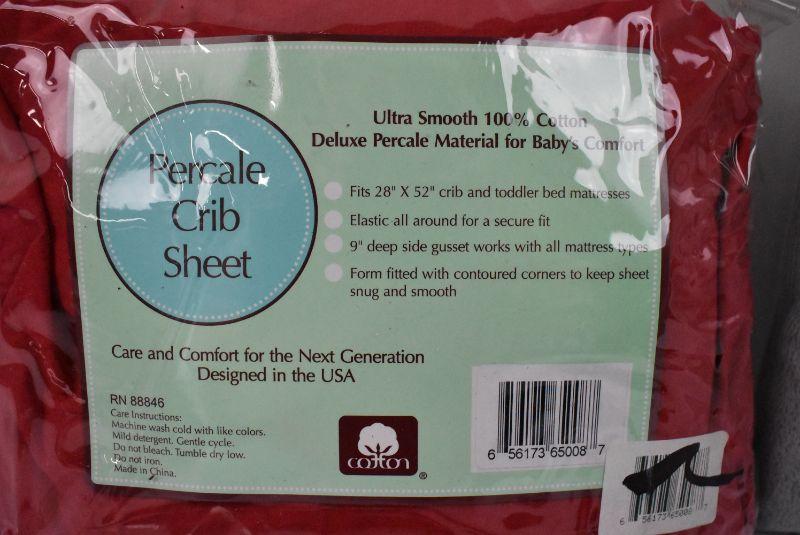 Percale
Crib
Sheet
Ultra Smooth 100% Cotton
Deluxe Percale Material for Baby's Comfort
Fits 28" X 52" crib and toddler bed mattresses
Elastic all around for a secure fit
9" deep side gusset works with all mattress types
Form fitted with contoured corners to keep sheet
snug and smooth
Care and Comfort for the Next Generation
Designed in the USA
RN 88846
Care Instructions:
Machine wash cold with like colors.
Mild detergent. Gentle cycle.
Do not bleach. Tumble dry low.
Do not iron.
Made in China.
cotton ®
6 56173 65008 7
6 56173 65008 7